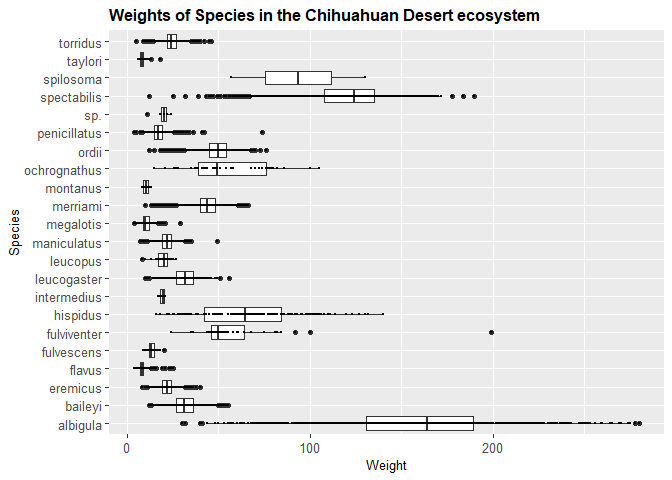 Weights of Species in the Chihuahuan Desert ecosystem
torridus
taylori
spilosoma
spectabilis
sp.
penicillatus
ordii
ochrognathus
montanus
merriami
megalotis
maniculatus
leucopus
leucogaster
intermedius
hispidus
fulviventer
fulvescens
flavus
eremicus
baileyi
albigula
Species
0 100 200
Weight